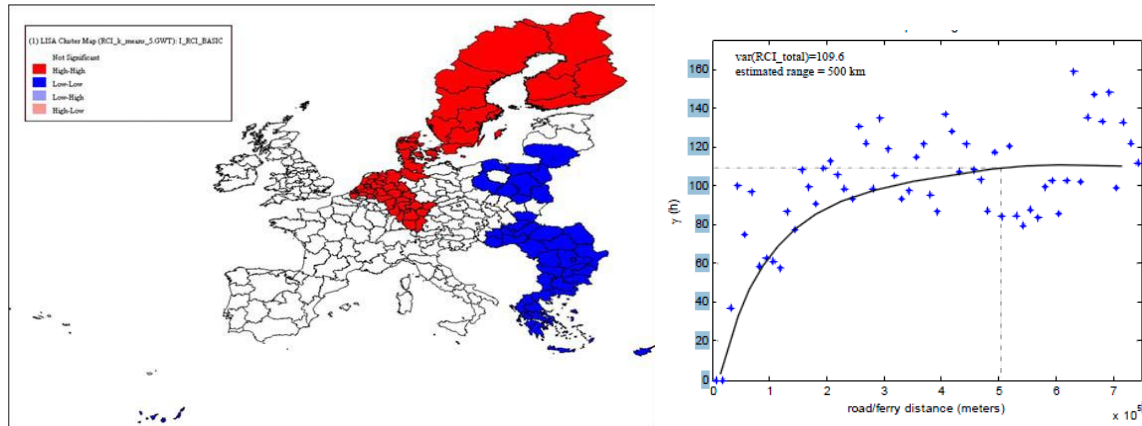 (1) LISA Cluster Map (RCI_k_means_5.GWT): I_RCI_BASIC
Not Significant
High-High
Low-Low
Low-High
High-Low
var(RCI_total)=109.6
estimated range = 500 km
160
140
120
100
80
60
40
20
0
γ (h)
0 1 2 3 4 5 6 7
road/ferry distance (meters)
x 10⁵